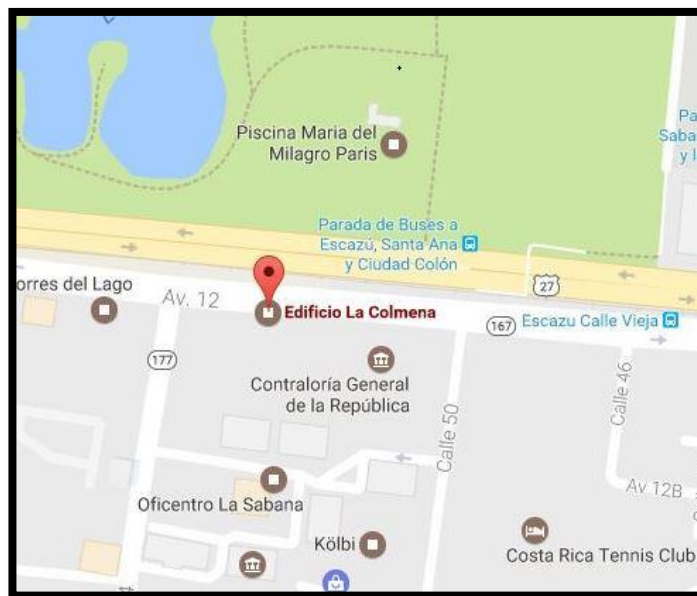 Piscina Maria del
Milagro Paris
Pa
Saba
y l
Parada de Buses a
Escazú, Santa Ana
y Ciudad Colón
27
orres del Lago
Av. 12
Edificio La Colmena
167
Escazu Calle Vieja
177
Contraloría General
de la República
Calle 50
Calle 46
Av 12B
Oficentro La Sabana
Kölbi
Costa Rica Tennis Club